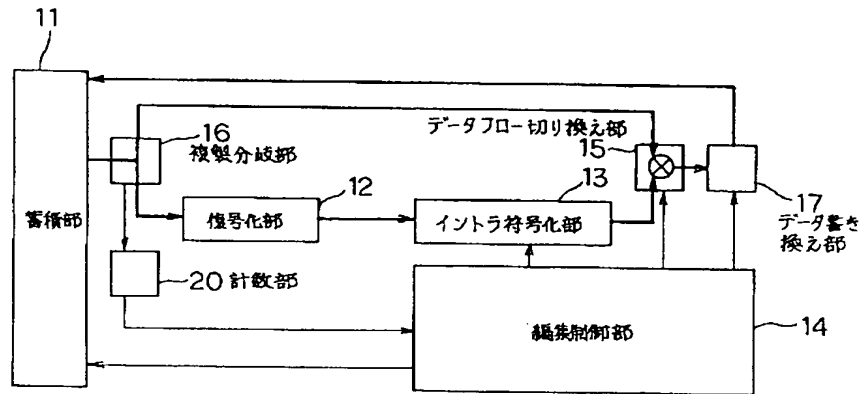 11
16
複製分岐部
データフロー切り換え部
15
12
13
蓄積部
復号化部
イントラ符号化部
17
データ書き
換え部
20 計数部
編集制御部
14